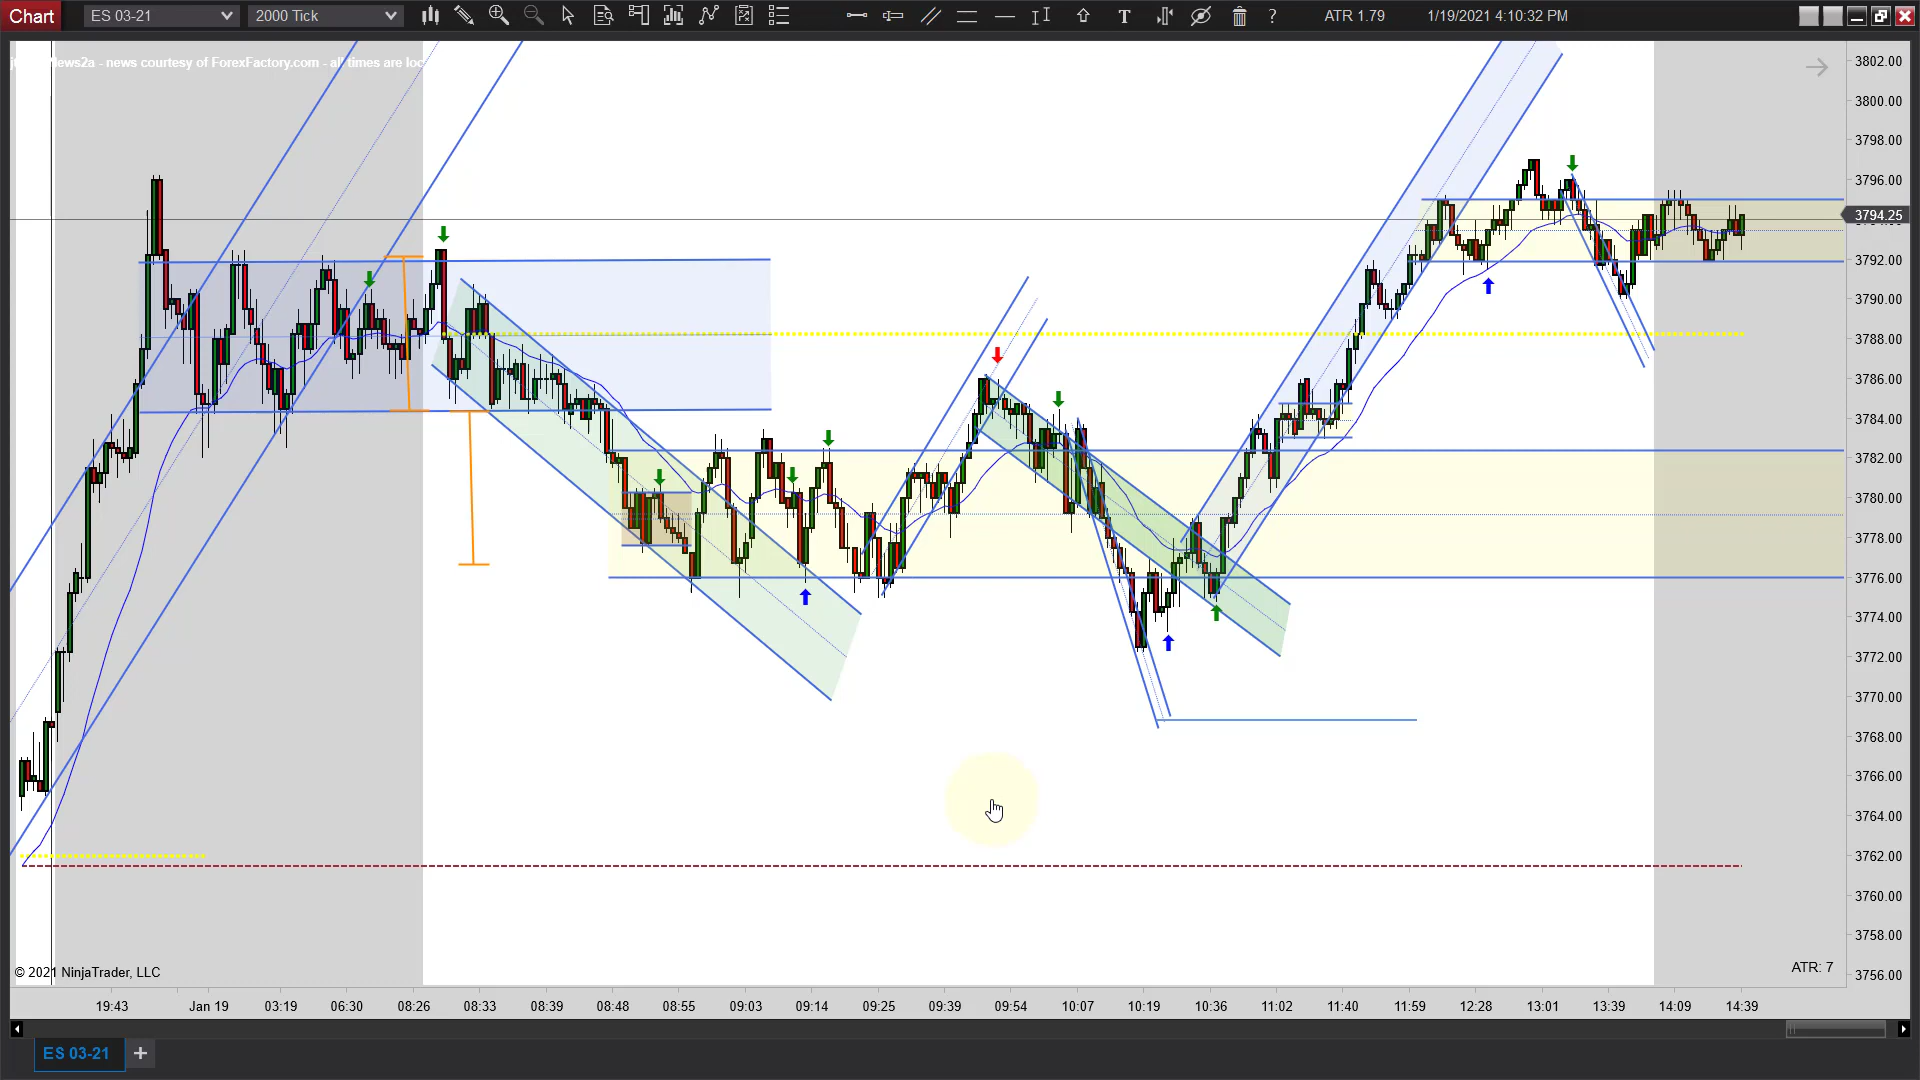 Chart
ES 03-21
2000 Tick
T
?
ATR 1.79
1/19/2021 4:10:32 PM
ews2a - news courtesy of ForexFactory.com - all times are loc
3802.00
3800.00
3798.00
3796.00
3794.25
3792.00
3790.00
3788.00
3786.00
3784.00
3782.00
3780.00
3778.00
3776.00
3774.00
3772.00
3770.00
3768.00
3766.00
3764.00
3762.00
3760.00
3758.00
3756.00
ATR: 7
© 2021 NinjaTrader, LLC
19:43 Jan 19 03:19 06:30 08:26 08:33 08:39 08:48 08:55 09:03 09:14 09:25 09:39 09:54 10:07 10:19 10:36 11:02 11:40 11:59 12:28 13:01 13:39 14:09 14:39
ES 03-21
+